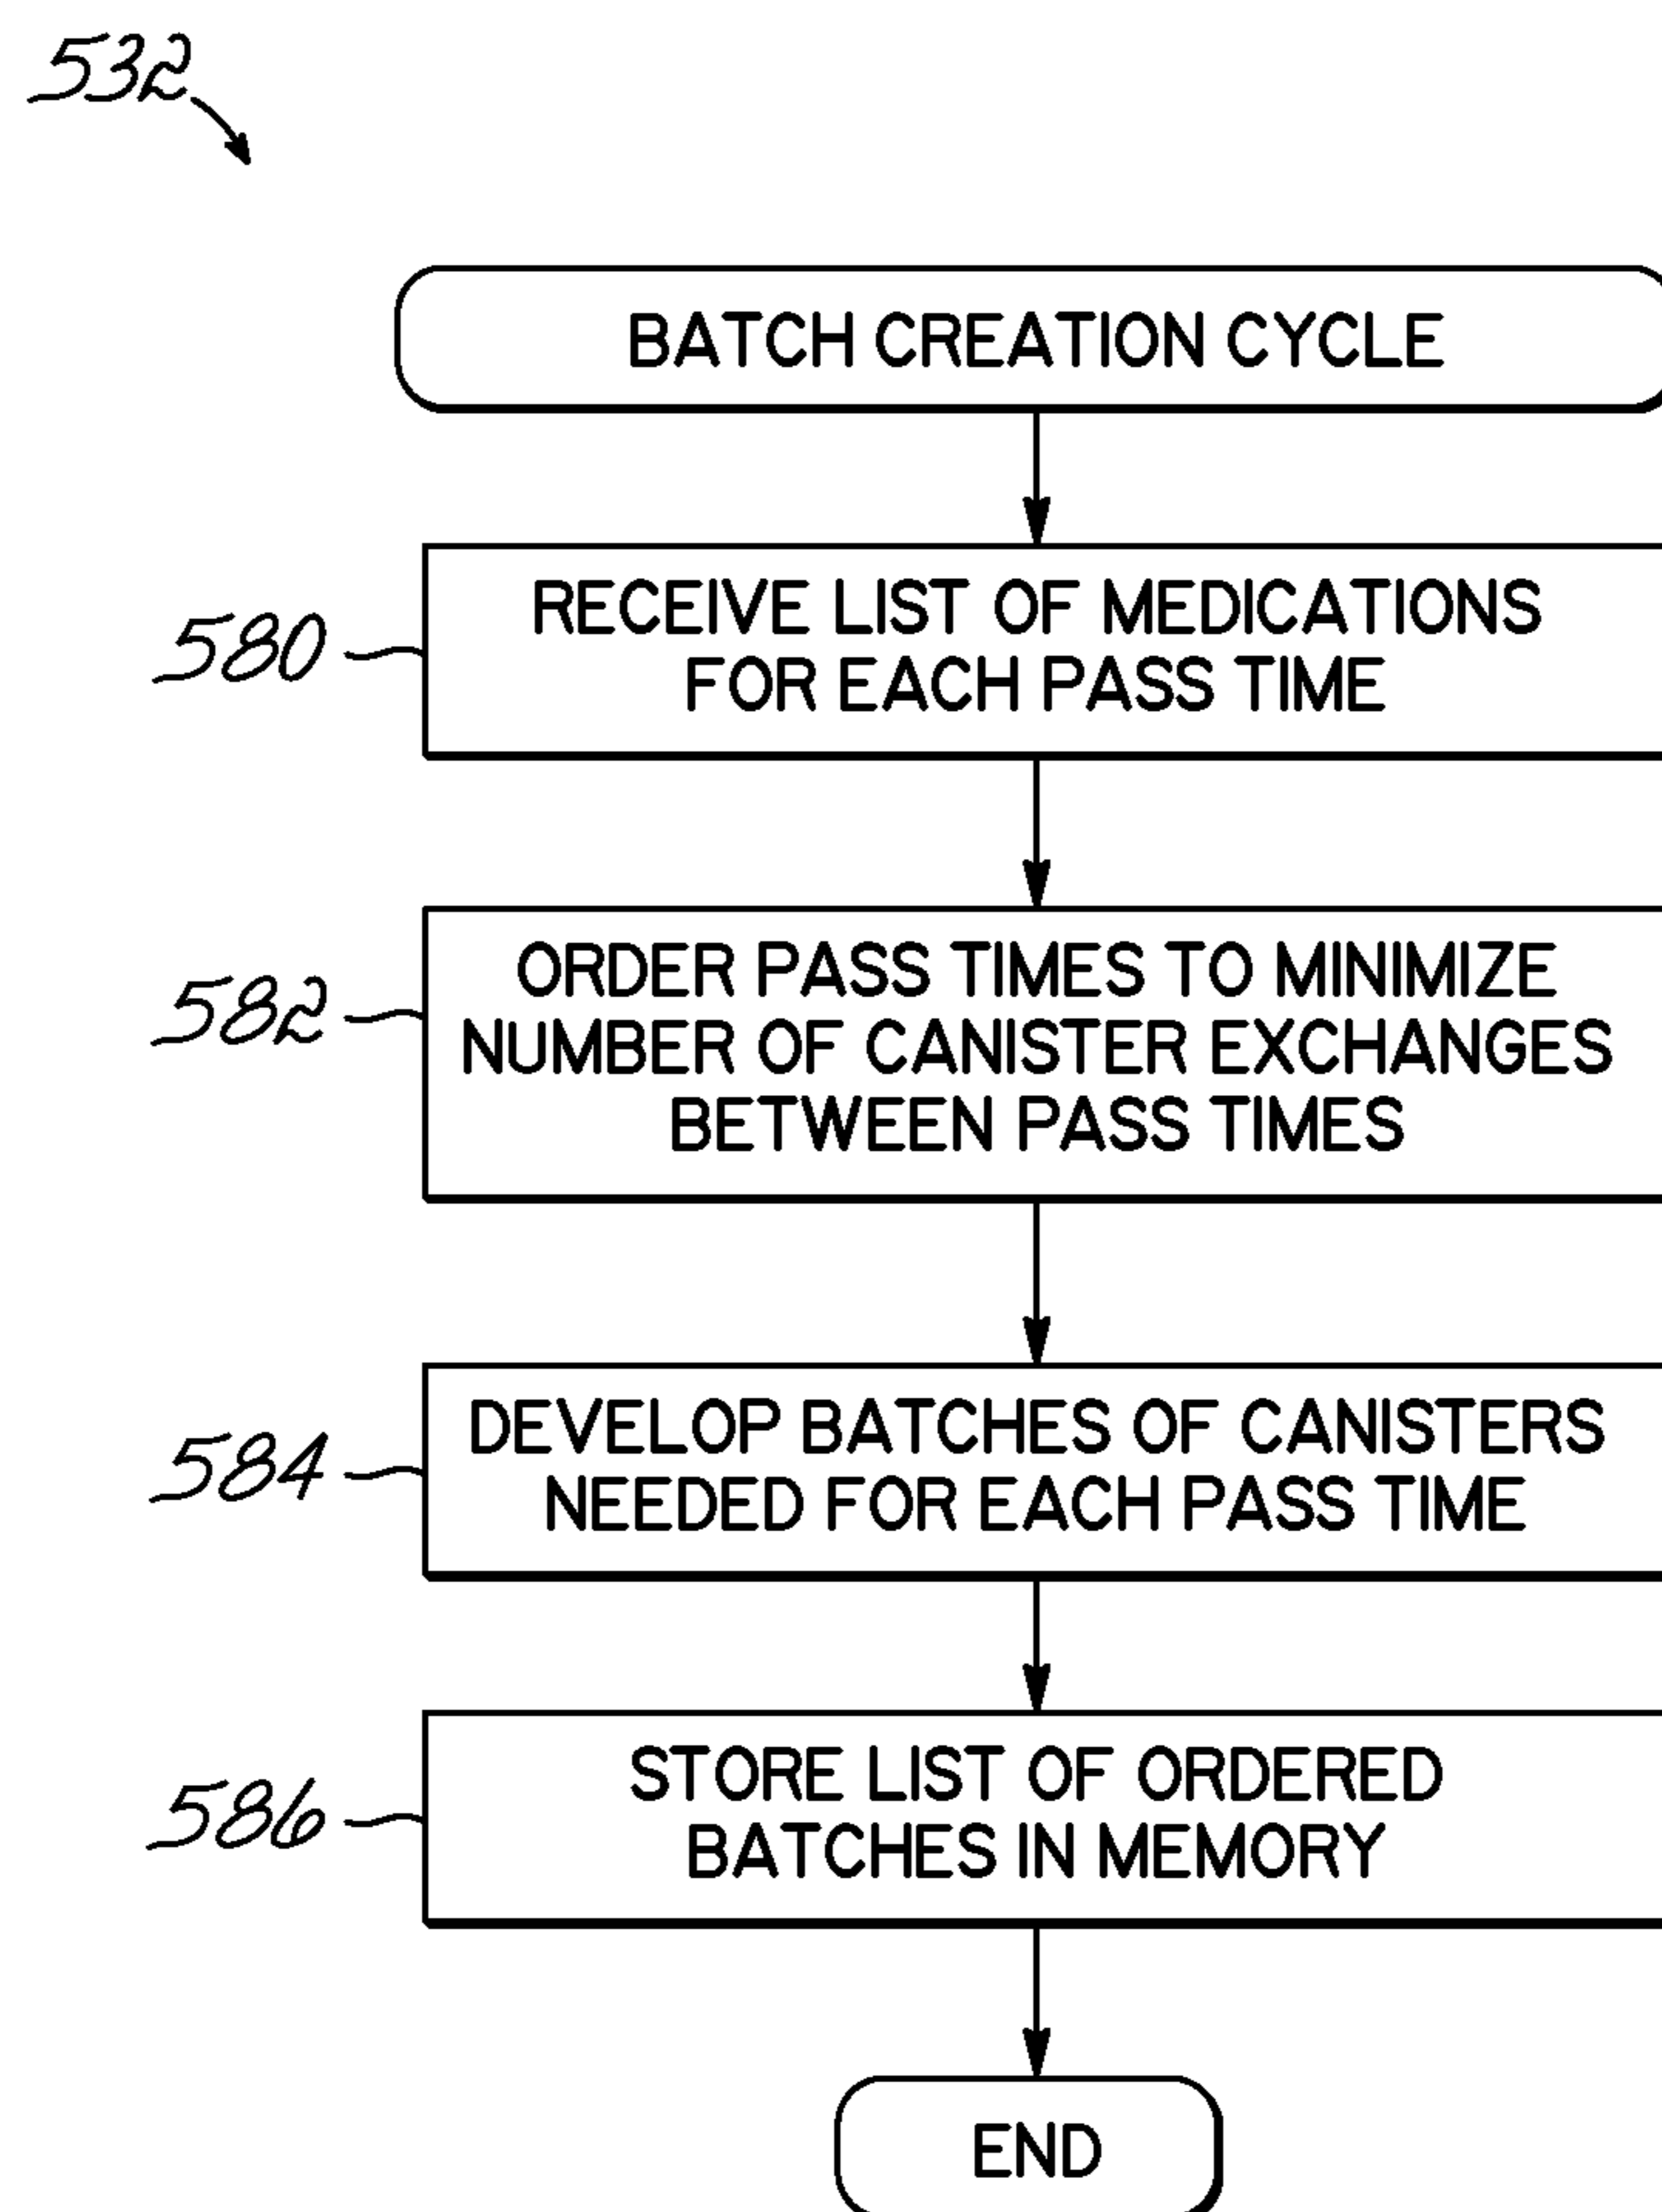 532
BATCH CREATION CYCLE
580
RECEIVE LIST OF MEDICATIONS
FOR EACH PASS TIME
582
ORDER PASS TIMES TO MINIMIZE
NUMBER OF CANISTER EXCHANGES
BETWEEN PASS TIMES
584
DEVELOP BATCHES OF CANISTERS
NEEDED FOR EACH PASS TIME
586
STORE LIST OF ORDERED
BATCHES IN MEMORY
END